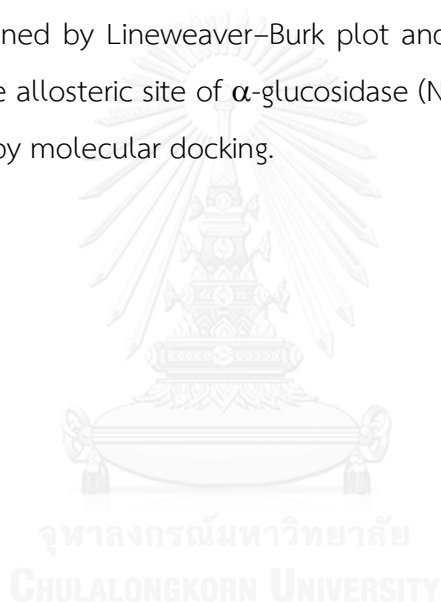 ned by Lineweaver–Burk plot and
e allosteric site of α-glucosidase (N
by molecular docking.
จุฬาลงกรณ์มหาวิทยาลัย
CHULALONGKORN UNIVERSITY